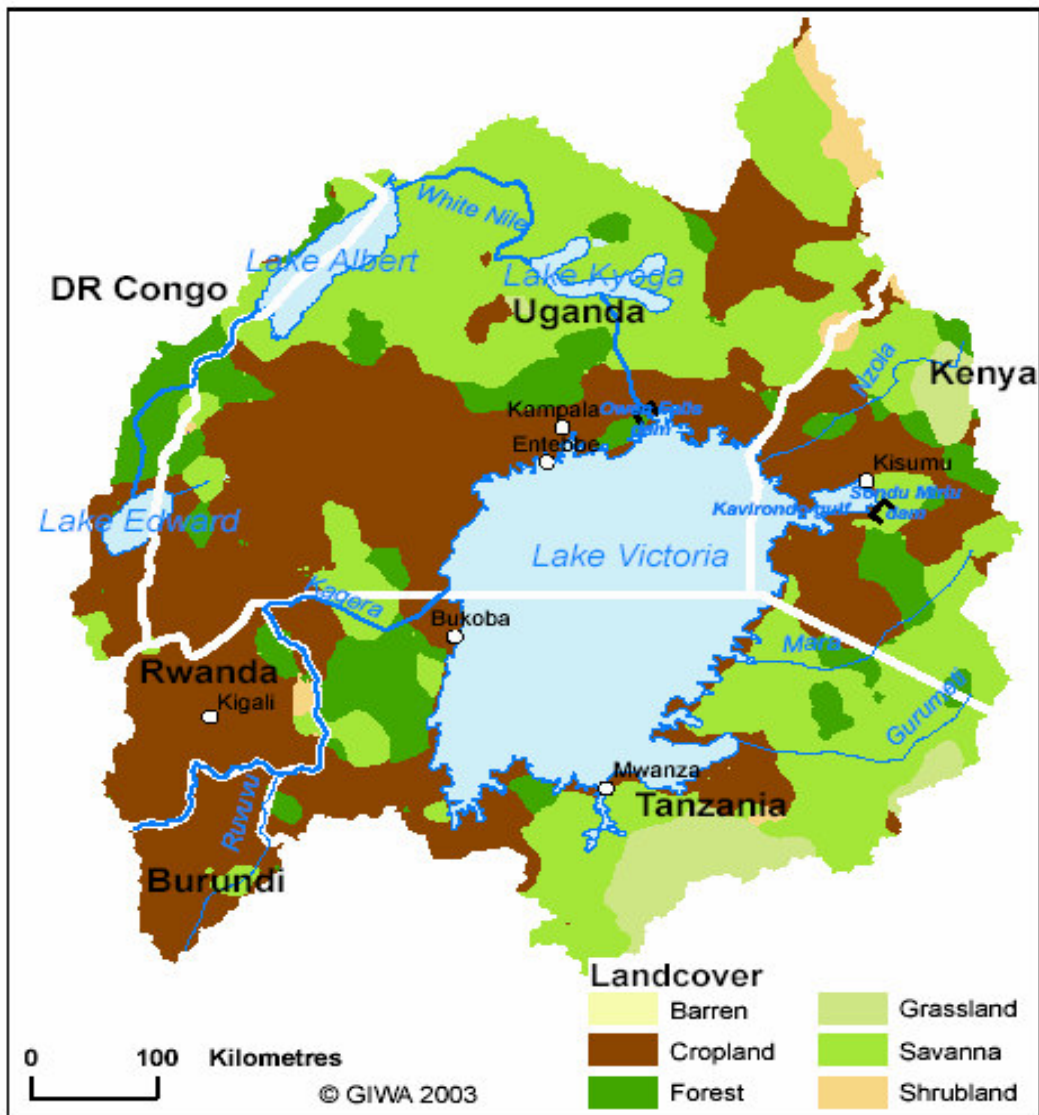 White Nile
Lake Albert
DR Congo
Lake Kyoga
Uganda
Nzoia
Kenya
Kampala
Owen Falls
dam
Entebbe
Kisumu
Lake Edward
Kavirondo gulf
Sondu Miriu
dam
Lake Victoria
Kagera
Bukoba
Mara
Rwanda
Kigali
Gurumeti
Mwanza
Tanzania
Ruvuvu
Burundi
Landcover
Barren
Cropland
Forest
Grassland
Savanna
Shrubland
0 100 Kilometres
© GIWA 2003